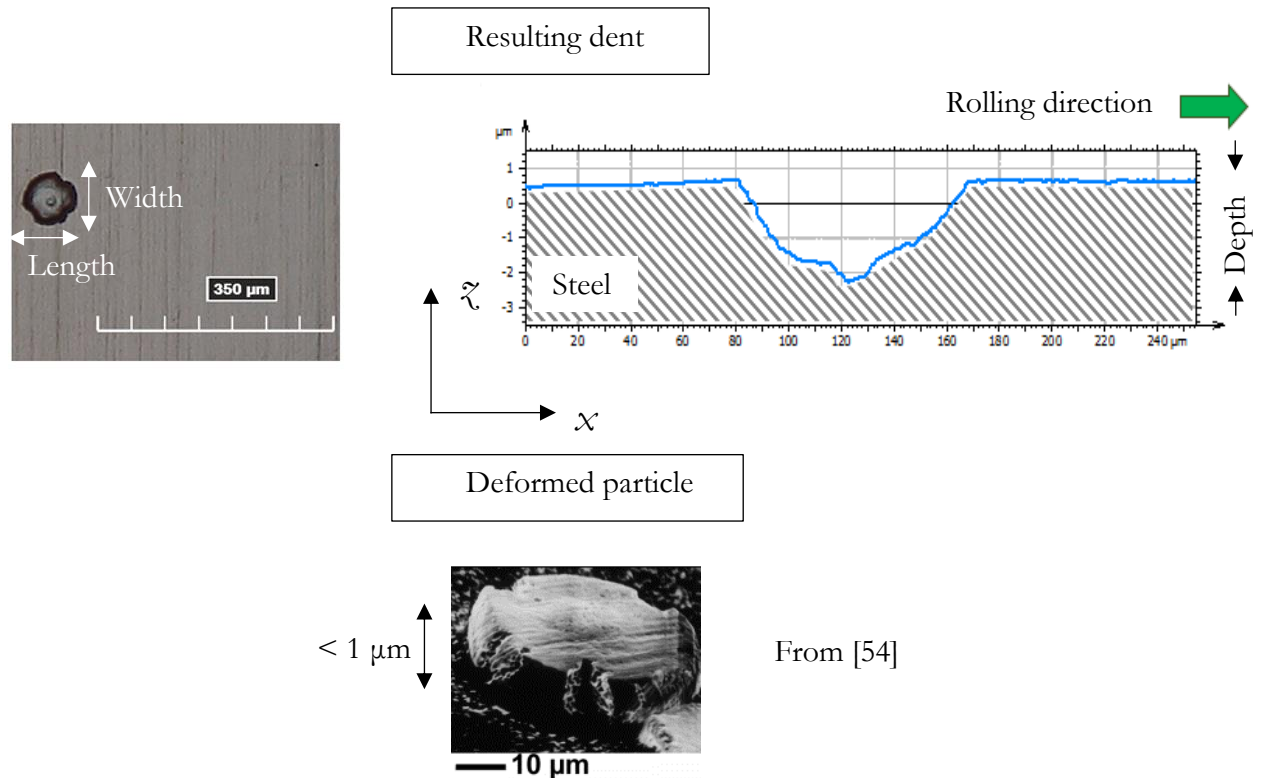 Resulting dent
Rolling direction
Width
Length
350 µm
µm
1
0
-1
-2
-3
Steel
Depth
0 20 40 60 80 100 120 140 160 180 200 220 240 µm
z
x
Deformed particle
< 1 µm
From [54]
10 µm